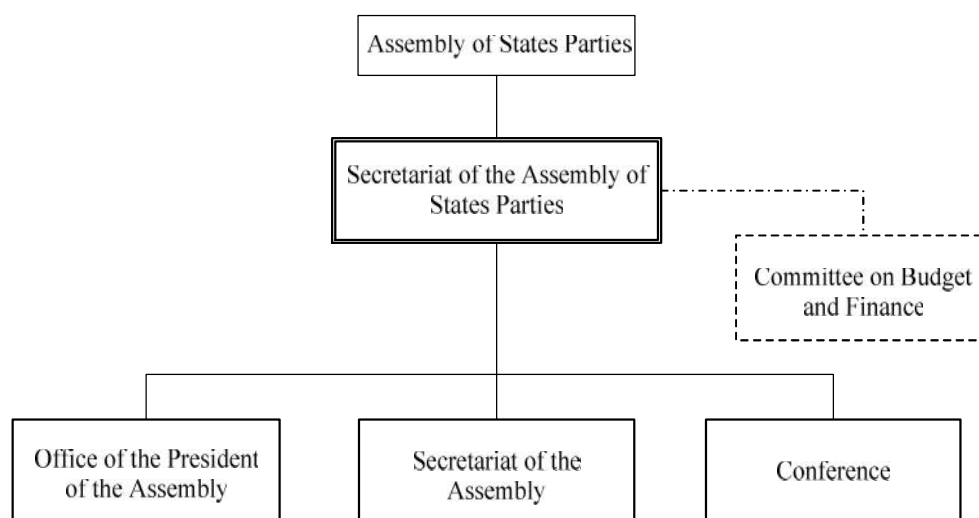 Assembly of States Parties
Secretariat of the Assembly of
States Parties
Committee on Budget
and Finance
Office of the President
of the Assembly
Secretariat of the
Assembly
Conference